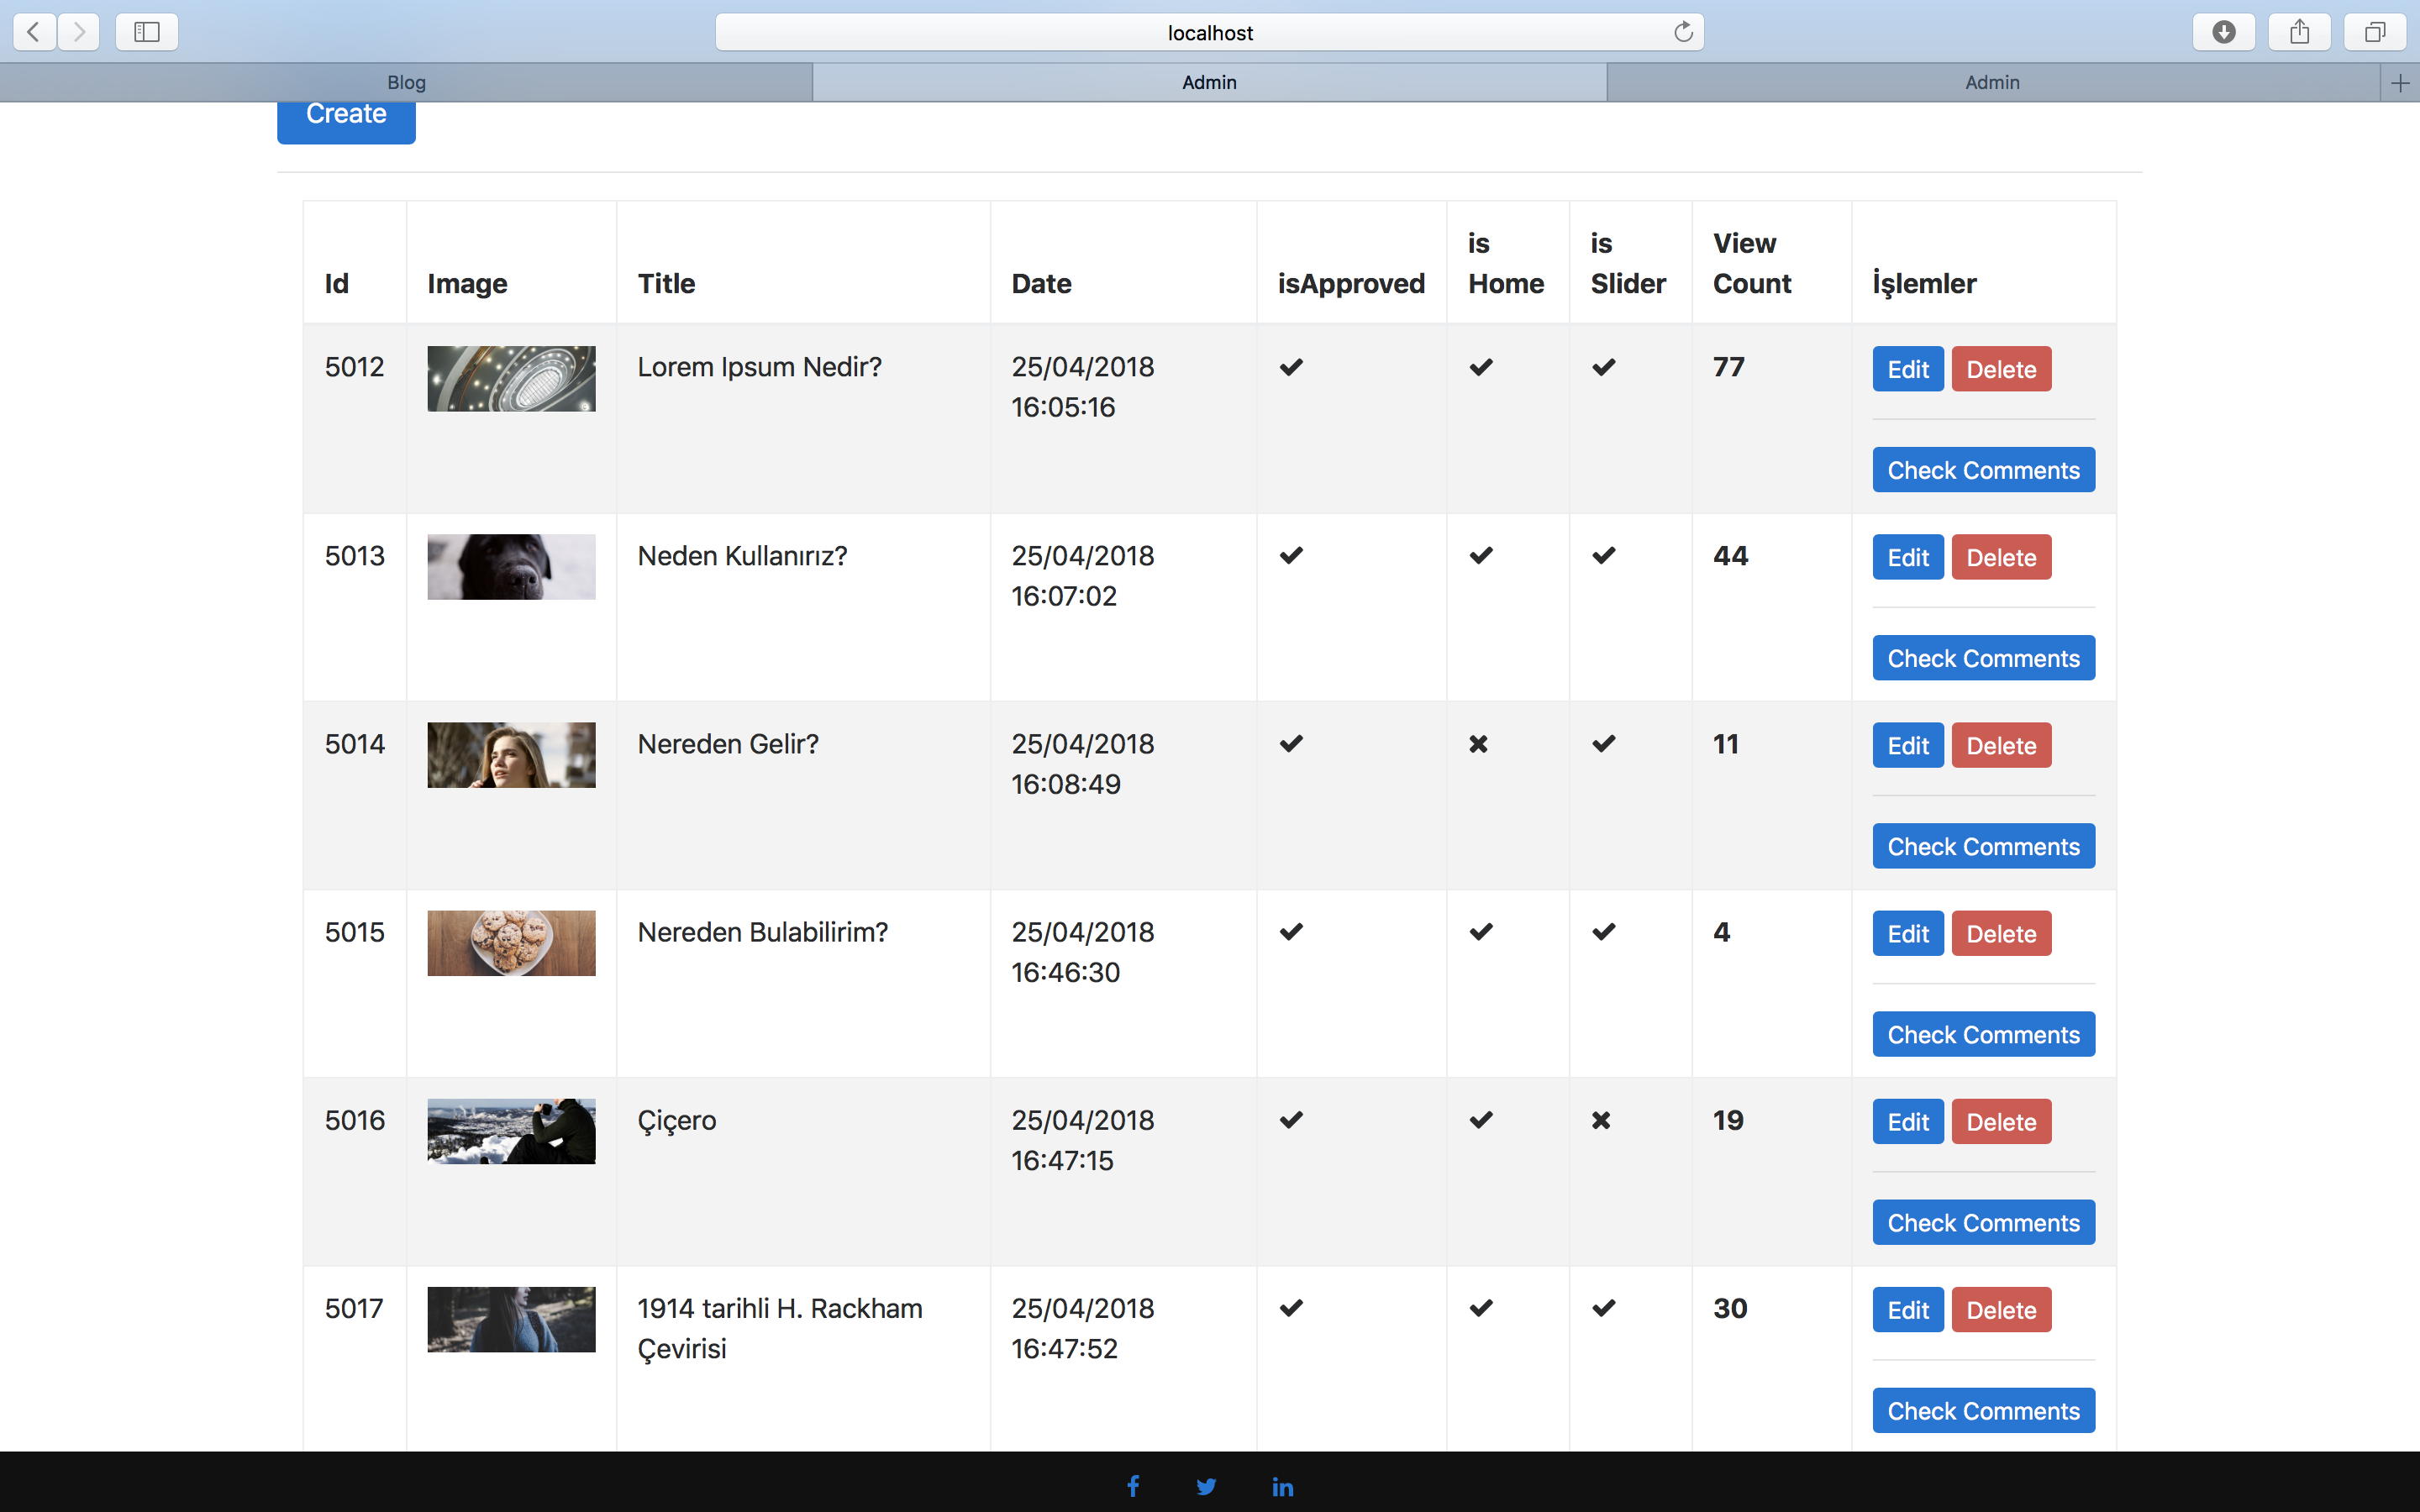 localhost
Blog
Admin
Admin
Create
Id
Image
Title
Date
isApproved
is
Home
is
Slider
View
Count
İşlemler
5012
Lorem Ipsum Nedir?
25/04/2018
16:05:16
77
Edit
Delete
Check Comments
5013
Neden Kullanırız?
25/04/2018
16:07:02
44
Edit
Delete
Check Comments
5014
Nereden Gelir?
25/04/2018
16:08:49
11
Edit
Delete
Check Comments
5015
Nereden Bulabilirim?
25/04/2018
16:46:30
4
Edit
Delete
Check Comments
5016
Çiçero
25/04/2018
16:47:15
19
Edit
Delete
Check Comments
5017
1914 tarihli H. Rackham
Çevirisi
25/04/2018
16:47:52
30
Edit
Delete
Check Comments